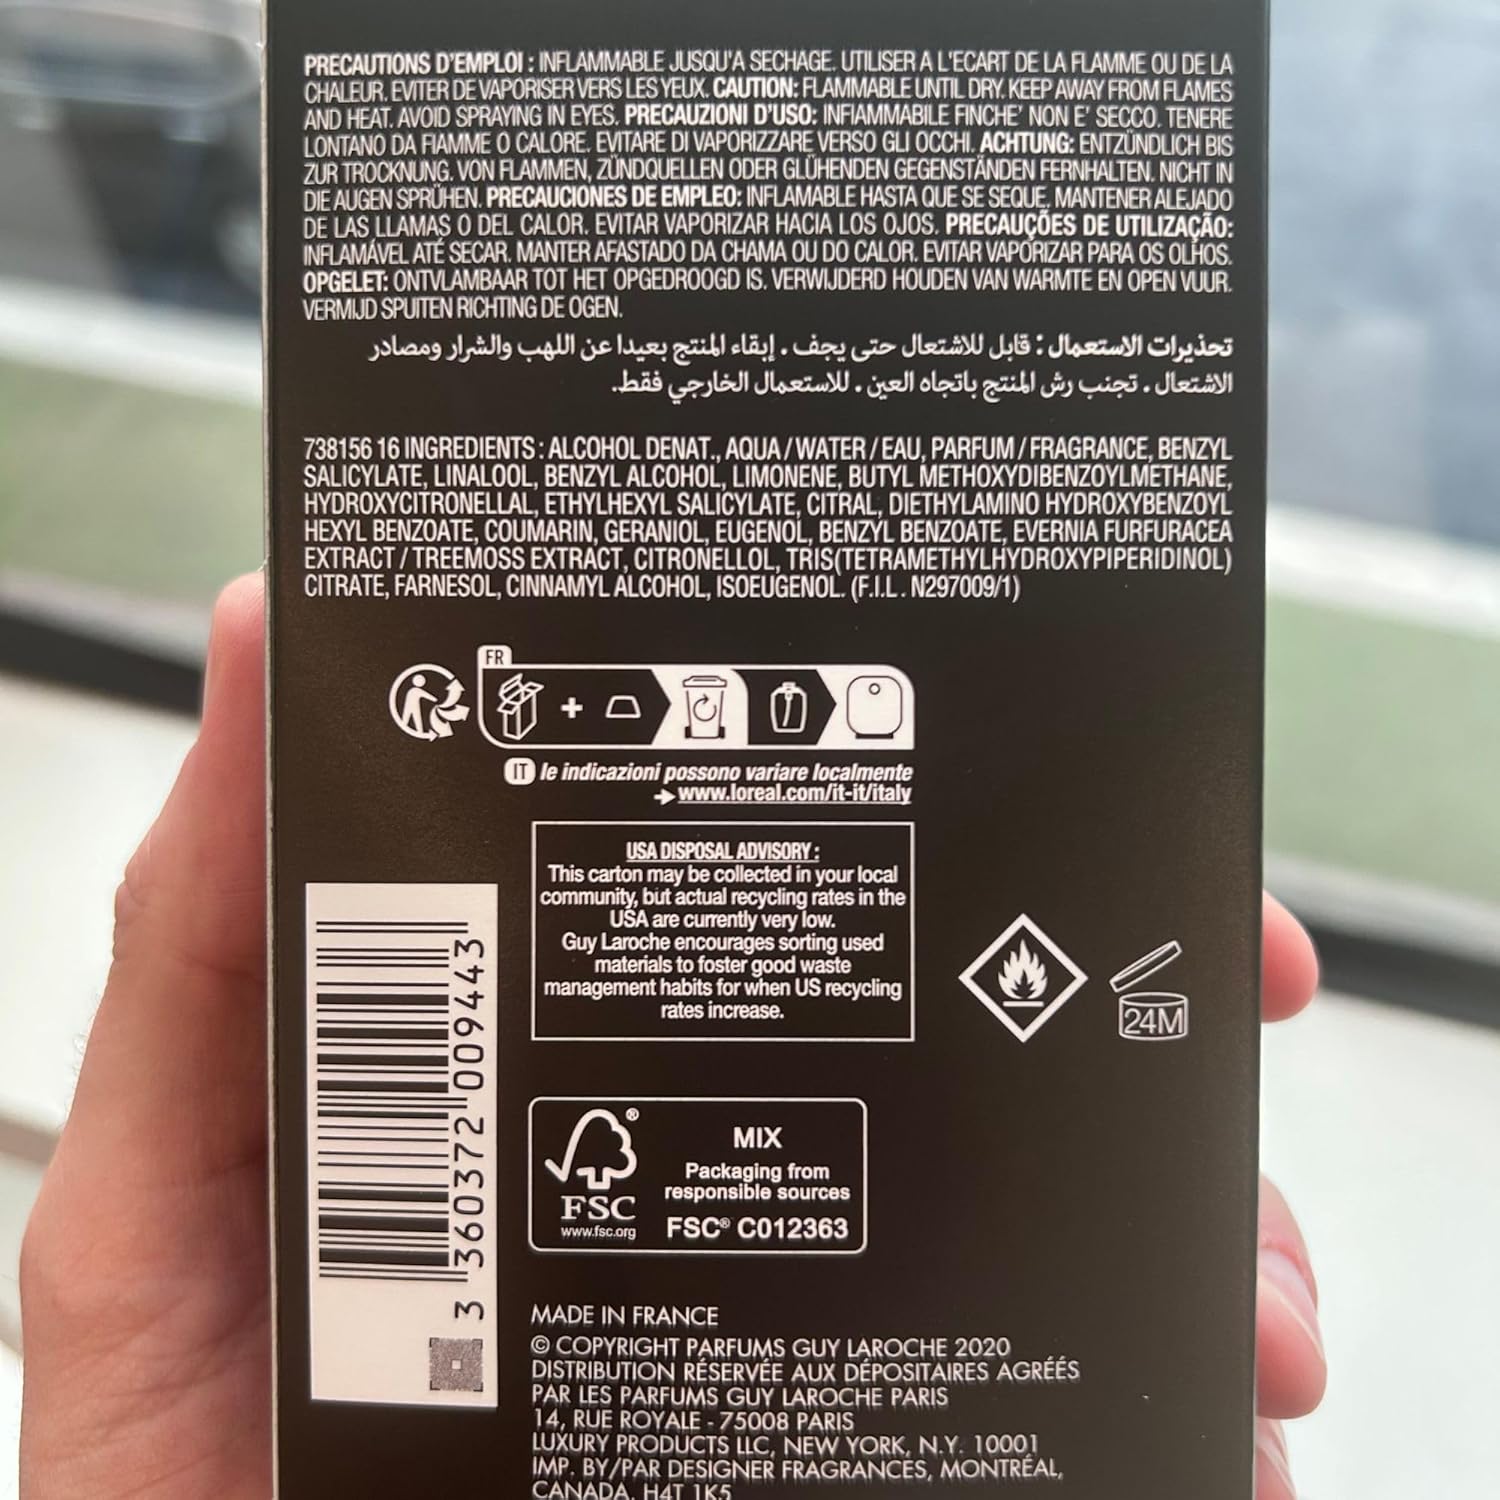 PRECAUTIONS D'EMPLOI : INFLAMMABLE JUSQU'A SECHAGE. UTILISER A L'ECART DE LA FLAMME OU DE LA
CHALEUR. EVITER DE VAPORISER VERS LES YEUX. CAUTION: FLAMMABLE UNTIL DRY. KEEP AWAY FROM FLAMES
AND HEAT. AVOID SPRAYING IN EYES. PRECAUZIONI D'USO: INFIAMMABILE FINCHE' NON E' SECCO. TENERE
LONTANO DA FIAMME O CALORE. EVITARE DI VAPORIZZARE VERSO GLI OCCHI. ACHTUNG: ENTZÜNDLICH BIS
ZUR TROCKNUNG. VON FLAMMEN, ZÜNDQUELLEN ODER GLÜHENDEN GEGENSTÄNDEN FERNHALTEN. NICHT IN
DIE AUGEN SPRÜHEN. PRECAUCIONES DE EMPLEO: INFLAMABLE HASTA QUE SE SEQUE. MANTENER ALEJADO
DE LAS LLAMAS O DEL CALOR. EVITAR VAPORIZAR HACIA LOS OJOS. PRECAUÇÕES DE UTILIZAÇÃO:
INFLAMÁVEL ATÉ SECAR. MANTER AFASTADO DA CHAMA OU DO CALOR. EVITAR VAPORIZAR PARA OS OLHOS.
OPGELET: ONTVLAMBAAR TOT HET OPGEDROOGD IS. VERWIJDERD HOUDEN VAN WARMTE EN OPEN VUUR.
VERMIJD SPUITEN RICHTING DE OGEN.
تحذيرات الاستعمال : قابل للاشتعال حتى يجف . إبقاء المنتج بعيدا عن اللهب والشرار ومصادر
الاشتعال . تجنب رش المنتج باتجاه العين . للاستعمال الخارجي فقط.
738156 16 INGREDIENTS : ALCOHOL DENAT., AQUA / WATER / EAU, PARFUM / FRAGRANCE, BENZYL
SALICYLATE, LINALOOL, BENZYL ALCOHOL, LIMONENE, BUTYL METHOXYDIBENZOYLMETHANE,
HYDROXYCITRONELLAL, ETHYLHEXYL SALICYLATE, CITRAL, DIETHYLAMINO HYDROXYBENZOYL
HEXYL BENZOATE, COUMARIN, GERANIOL, EUGENOL, BENZYL BENZOATE, EVERNIA FURFURACEA
EXTRACT / TREEMOSS EXTRACT, CITRONELLOL, TRIS(TETRAMETHYLHYDROXYPIPERIDINOL)
CITRATE, FARNESOL, CINNAMYL ALCOHOL, ISOEUGENOL. (F.I.L. N297009/1)
FR
+
IT le indicazioni possono variare localmente
www.loreal.com/it-it/italy
USA DISPOSAL ADVISORY :
This carton may be collected in your local
community, but actual recycling rates in the
USA are currently very low.
Guy Laroche encourages sorting used
materials to foster good waste
management habits for when US recycling
rates increase.
24M
3 360372 009443
FSC
www.fsc.org
MIX
Packaging from
responsible sources
FSC® C012363
MADE IN FRANCE
© COPYRIGHT PARFUMS GUY LAROCHE 2020
DISTRIBUTION RÉSERVÉE AUX DÉPOSITAIRES AGRÉÉS
PAR LES PARFUMS GUY LAROCHE PARIS
14, RUE ROYALE - 75008 PARIS
LUXURY PRODUCTS LLC, NEW YORK, N.Y. 10001
IMP. BY/PAR DESIGNER FRAGRANCES, MONTRÉAL,
CANADA, H4T 1K5